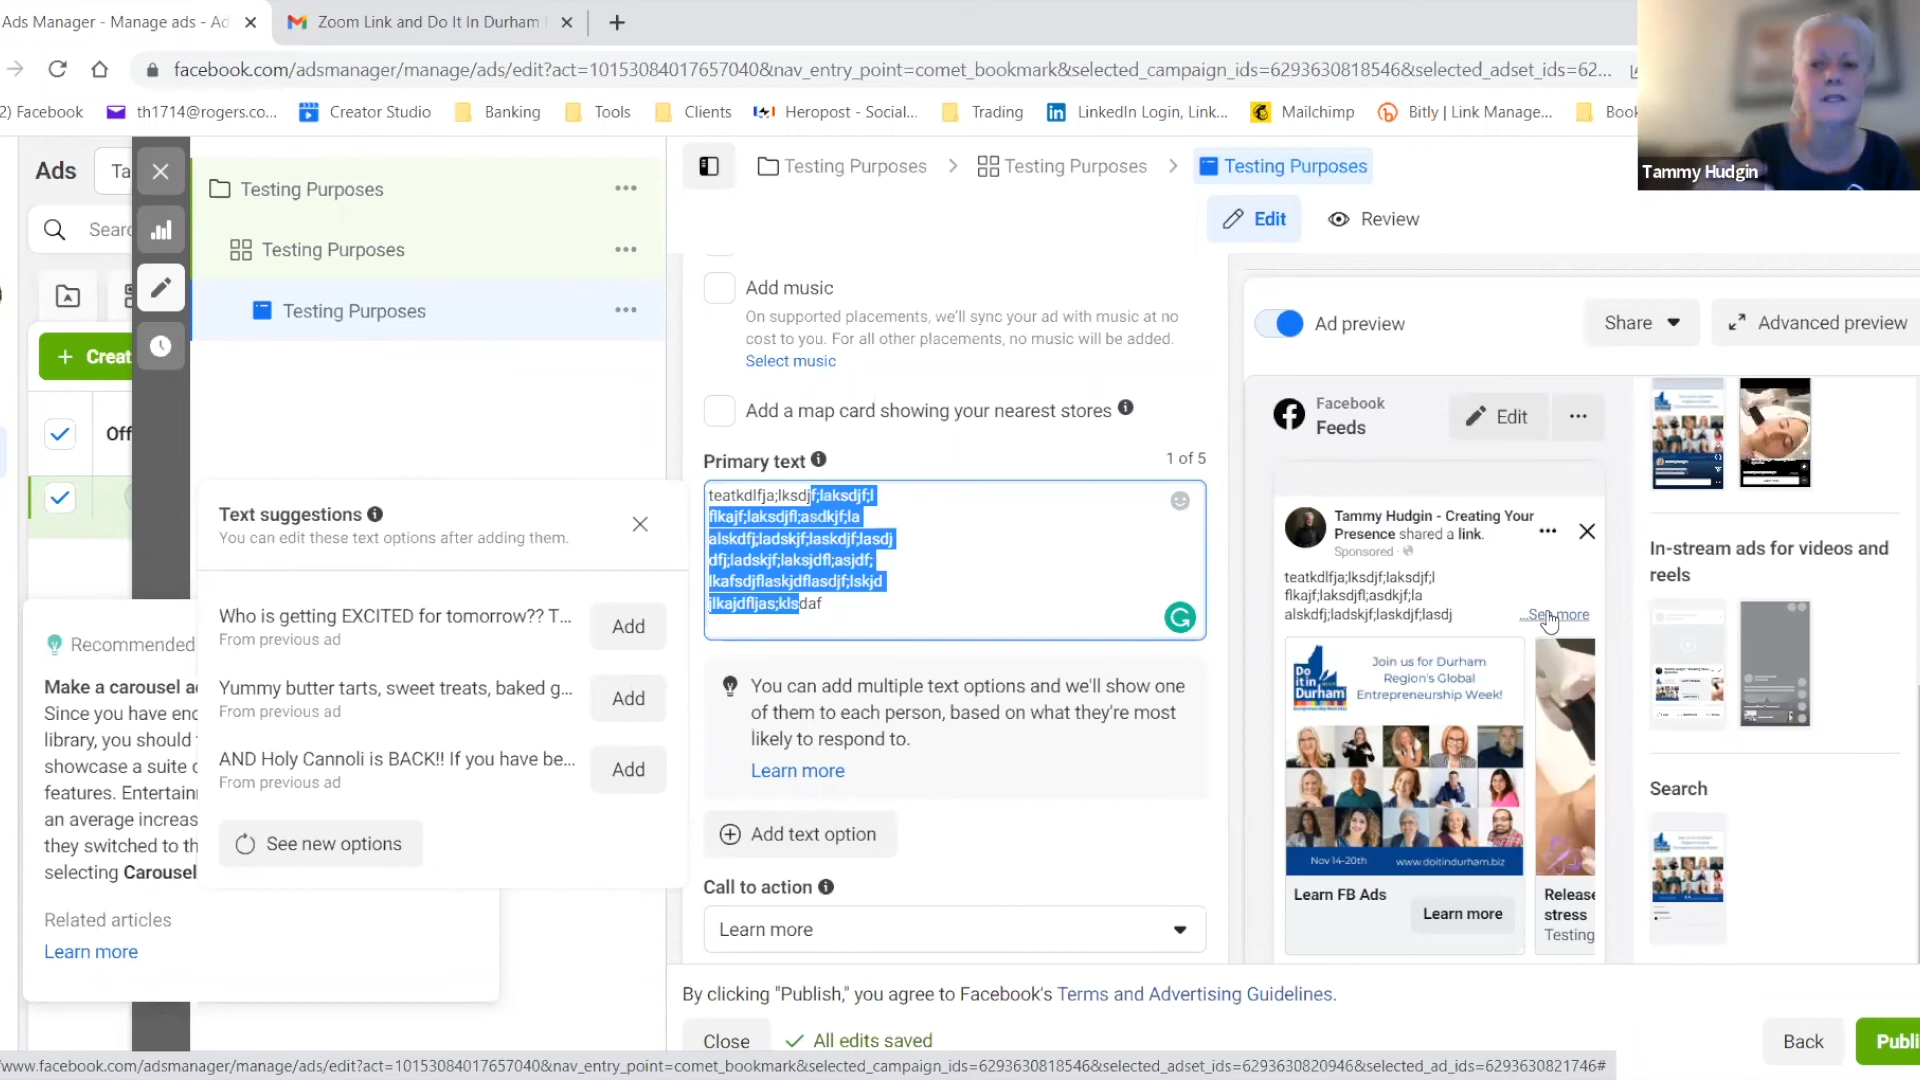 Ads Manager - Manage ads - Ad
Zoom Link and Do It In Durham
facebook.com/adsmanager/manage/ads/edit?act=10153084017657040&nav_entry_point=comet_bookmark&selected_campaign_ids=6293630818546&selected_adset_ids=62...
2) Facebook
th1714@rogers.co...
Creator Studio
Banking
Tools
Clients
Heropost - Social...
Trading
LinkedIn Login, Link...
Mailchimp
Bitly | Link Manage...
Book
Tammy Hudgin
Ads
Ta
Searc
Creat
Off
Testing Purposes
Testing Purposes
Testing Purposes
Testing Purposes
Testing Purposes
Testing Purposes
Edit
Review
Recommended
Make a carousel a
Since you have enc
library, you should
showcase a suite c
features. Entertain
an average increas
they switched to th
selecting Carousel
Related articles
Learn more
Text suggestions
You can edit these text options after adding them.
Who is getting EXCITED for tomorrow?? T...
From previous ad
Add
Yummy butter tarts, sweet treats, baked g...
From previous ad
Add
AND Holy Cannoli is BACK!! If you have be...
From previous ad
Add
See new options
Add music
On supported placements, we'll sync your ad with music at no
cost to you. For all other placements, no music will be added.
Select music
Add a map card showing your nearest stores
Primary text
1 of 5
teatkdlfja;lksdjf;laksdjf;l
flkajf;laksdjfl;asdkjf;la
alskdfj;ladskjf;laskdjf;lasdj
dfj;ladskjf;laksjdfl;asjdf;
lkafsdjflaskjdflasdjf;lskjd
jlkajdfljas;klsdaf
You can add multiple text options and we'll show one
of them to each person, based on what they're most
likely to respond to.
Learn more
Add text option
Call to action
Learn more
By clicking "Publish," you agree to Facebook's Terms and Advertising Guidelines.
Close
All edits saved
Back
Publi
Ad preview
Share
Advanced preview
Facebook
Feeds
Edit
Tammy Hudgin - Creating Your
Presence shared a link.
Sponsored
teatkdlfja;lksdjf;laksdjf;l
flkajf;laksdjfl;asdkjf;la
alskdfj;ladskjf;laskdjf;lasdj
...See more
Do
it in
Durham
Join us for Durham
Region's Global
Entrepreneurship Week!
Nov 14-20th
www.doitindurham.biz
Learn FB Ads
Learn more
Release
stress
Testing
In-stream ads for videos and
reels
Search
www.facebook.com/adsmanager/manage/ads/edit?act=10153084017657040&nav_entry_point=comet_bookmark&selected_campaign_ids=6293630818546&selected_adset_ids=6293630820946&selected_ad_ids=6293630821746#